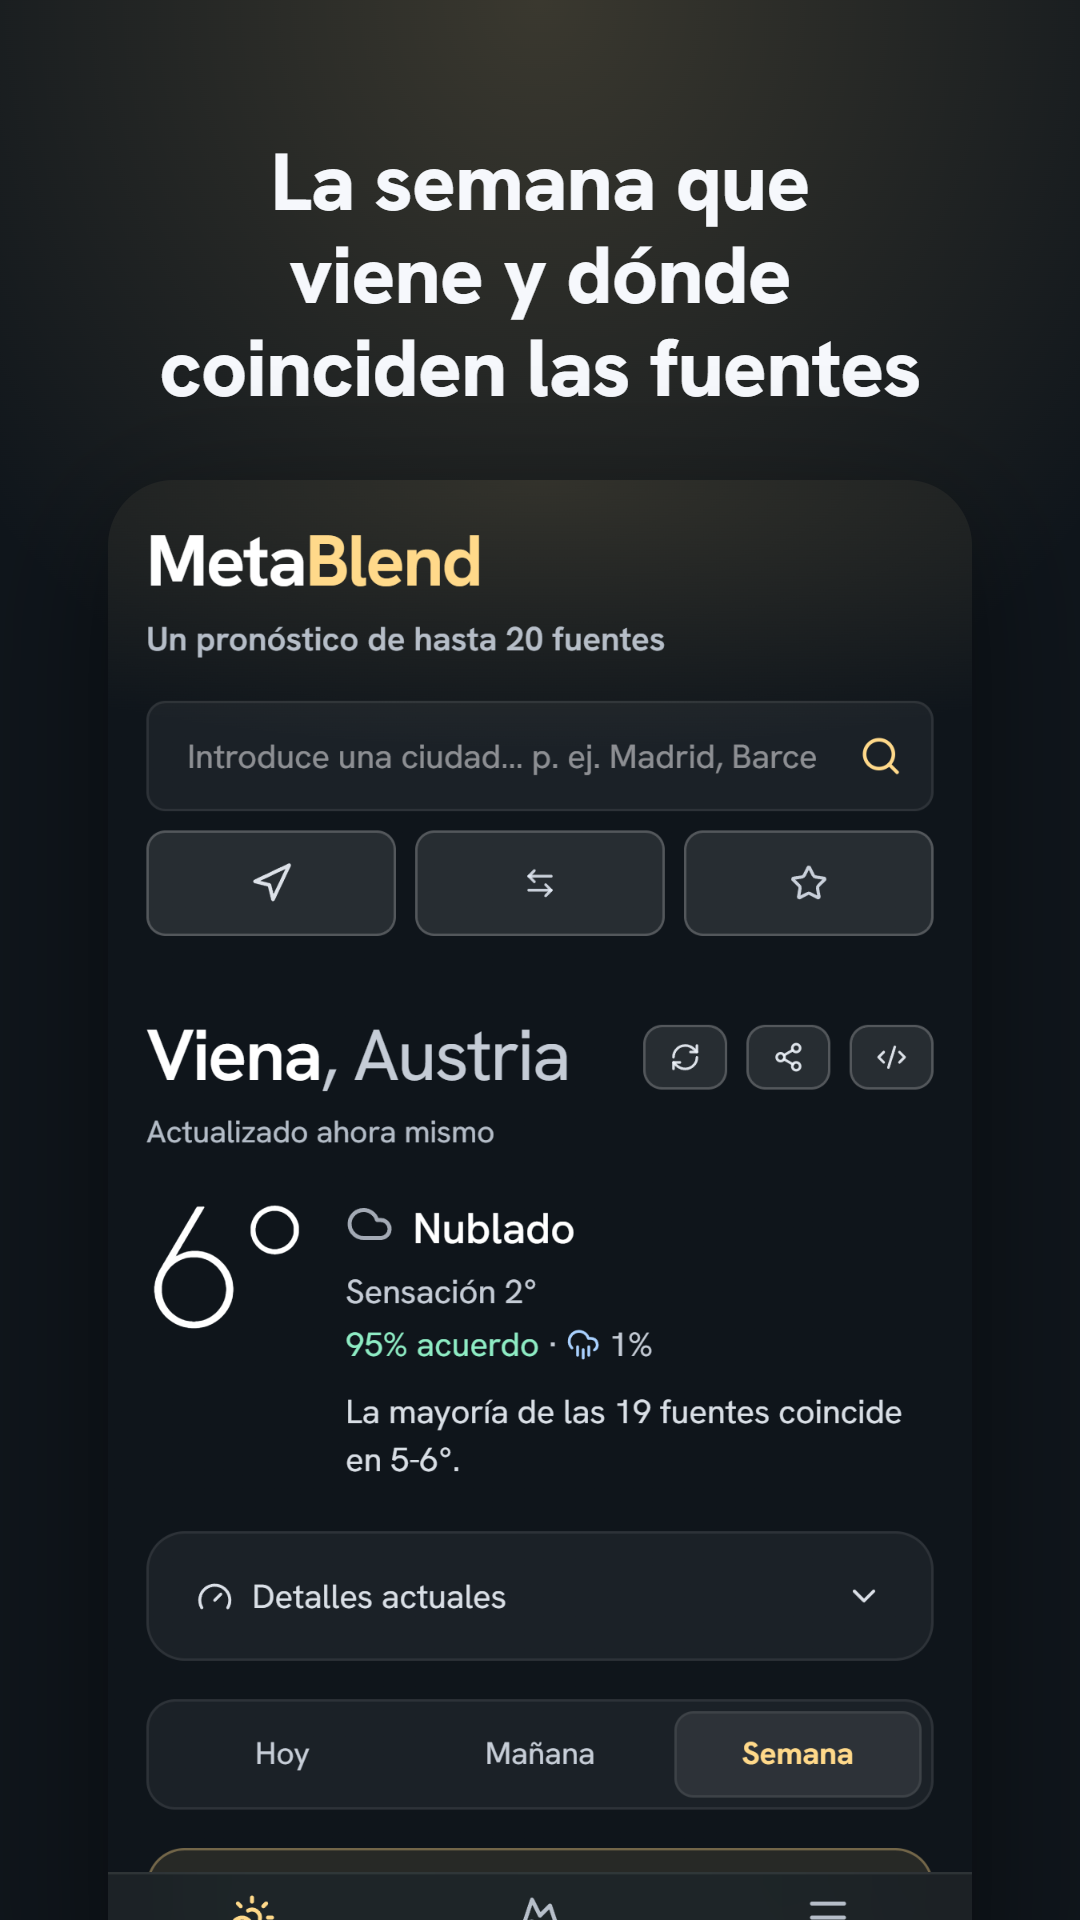 La semana que
viene y dónde
coinciden las fuentes
MetaBlend
Un pronóstico de hasta 20 fuentes
Introduce una ciudad... p. ej. Madrid, Barce
Viena, Austria
Actualizado ahora mismo
6°
Nublado
Sensación 2°
95% acuerdo · 1%
La mayoría de las 19 fuentes coincide
en 5-6°.
Detalles actuales
Hoy
Mañana
Semana